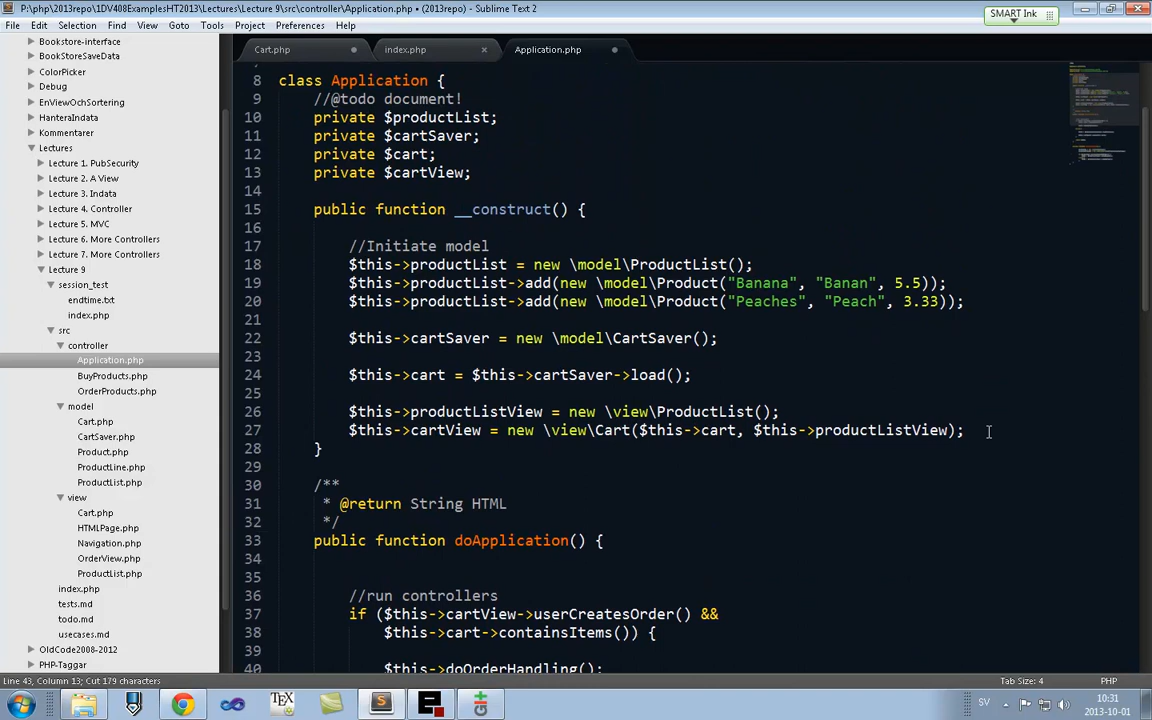 P:\php\2013repo\1DV408ExamplesHT2013\Lectures\Lecture 9\src\controller\Application.php • (2013repo) - Sublime Text 2
SMART Ink
File Edit Selection Find View Goto Tools Project Preferences Help
Cart.php index.php Application.php
Bookstore-interface
BookStoreSaveData
ColorPicker
Debug
EnViewOchSortering
HanteraIndata
Kommentarer
Lectures
Lecture 1. PubSecurity
Lecture 2. A View
Lecture 3. Indata
Lecture 4. Controller
Lecture 5. MVC
Lecture 6. More Controllers
Lecture 7. More Controllers
Lecture 9
session_test
endtime.txt
index.php
src
controller
Application.php
BuyProducts.php
OrderProducts.php
model
Cart.php
CartSaver.php
Product.php
ProductLine.php
ProductList.php
view
Cart.php
HTMLPage.php
Navigation.php
OrderView.php
ProductList.php
index.php
tests.md
todo.md
usecases.md
OldCode2008-2012
PHP-Taggar
8 class Application {
9 //@todo document!
10 private $productList;
11 private $cartSaver;
12 private $cart;
13 private $cartView;
14
15 public function __construct() {
16
17 //Initiate model
18 $this->productList = new \model\ProductList();
19 $this->productList->add(new \model\Product("Banana", "Banan", 5.5));
20 $this->productList->add(new \model\Product("Peaches", "Peach", 3.33));
21
22 $this->cartSaver = new \model\CartSaver();
23
24 $this->cart = $this->cartSaver->load();
25
26 $this->productListView = new \view\ProductList();
27 $this->cartView = new \view\Cart($this->cart, $this->productListView);
28 }
29
30 /**
31 * @return String HTML
32 */
33 public function doApplication() {
34
35
36 //run controllers
37 if ($this->cartView->userCreatesOrder() &&
38 $this->cart->containsItems()) {
39
40 $this->doOrderHandling();
Line 43, Column 13; Cut 179 characters Tab Size: 4 PHP
TEX SV 10:31
2013-10-01